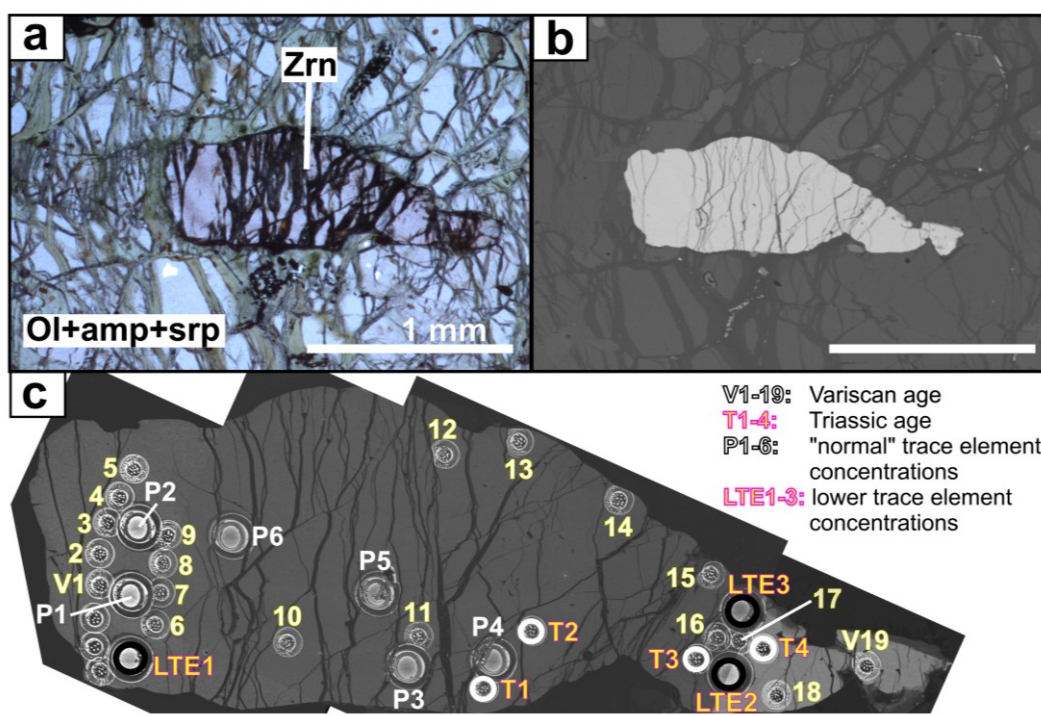 a
b
Zrn
Ol+amp+srp
1 mm
c
V1-19: Variscan age
T1-4: Triassic age
P1-6: "normal" trace element
concentrations
LTE1-3: lower trace element
concentrations
12
13
5
4
P2
3
14
9
P6
2
8
P5
15
LTE3
V1
7
17
P1
6
10
11
P4
T2
16
T4
V19
LTE1
T3
P3
T1
LTE2
18